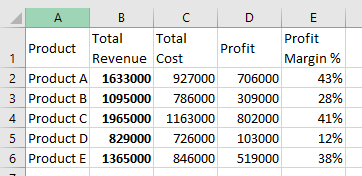 A B C D E
1 Product Total Revenue Total Cost Profit Profit Margin %
2 Product A 1633000 927000 706000 43%
3 Product B 1095000 786000 309000 28%
4 Product C 1965000 1163000 802000 41%
5 Product D 829000 726000 103000 12%
6 Product E 1365000 846000 519000 38%